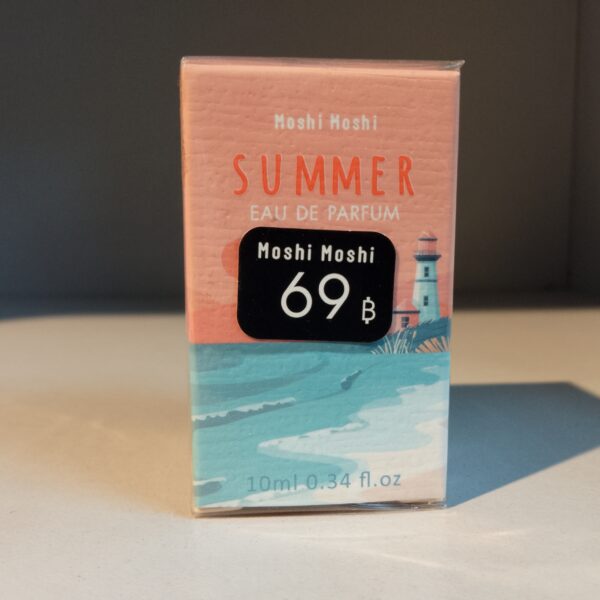 Moshi Moshi
SUMMER
EAU DE PARFUM
Moshi Moshi
69 ฿
10ml 0.34 fl.oz